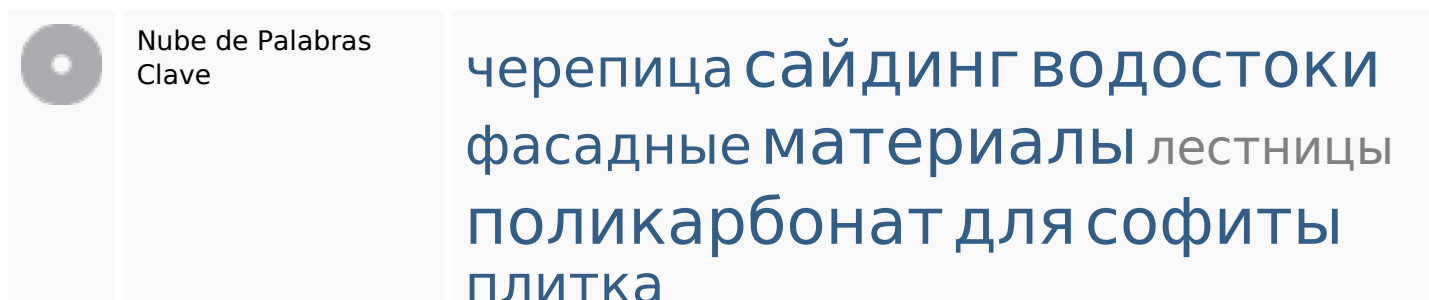 Nube de Palabras
Clave
черепица сайдинг водостоки
фасадные материалы лестницы
поликарбонат для софиты
плитка